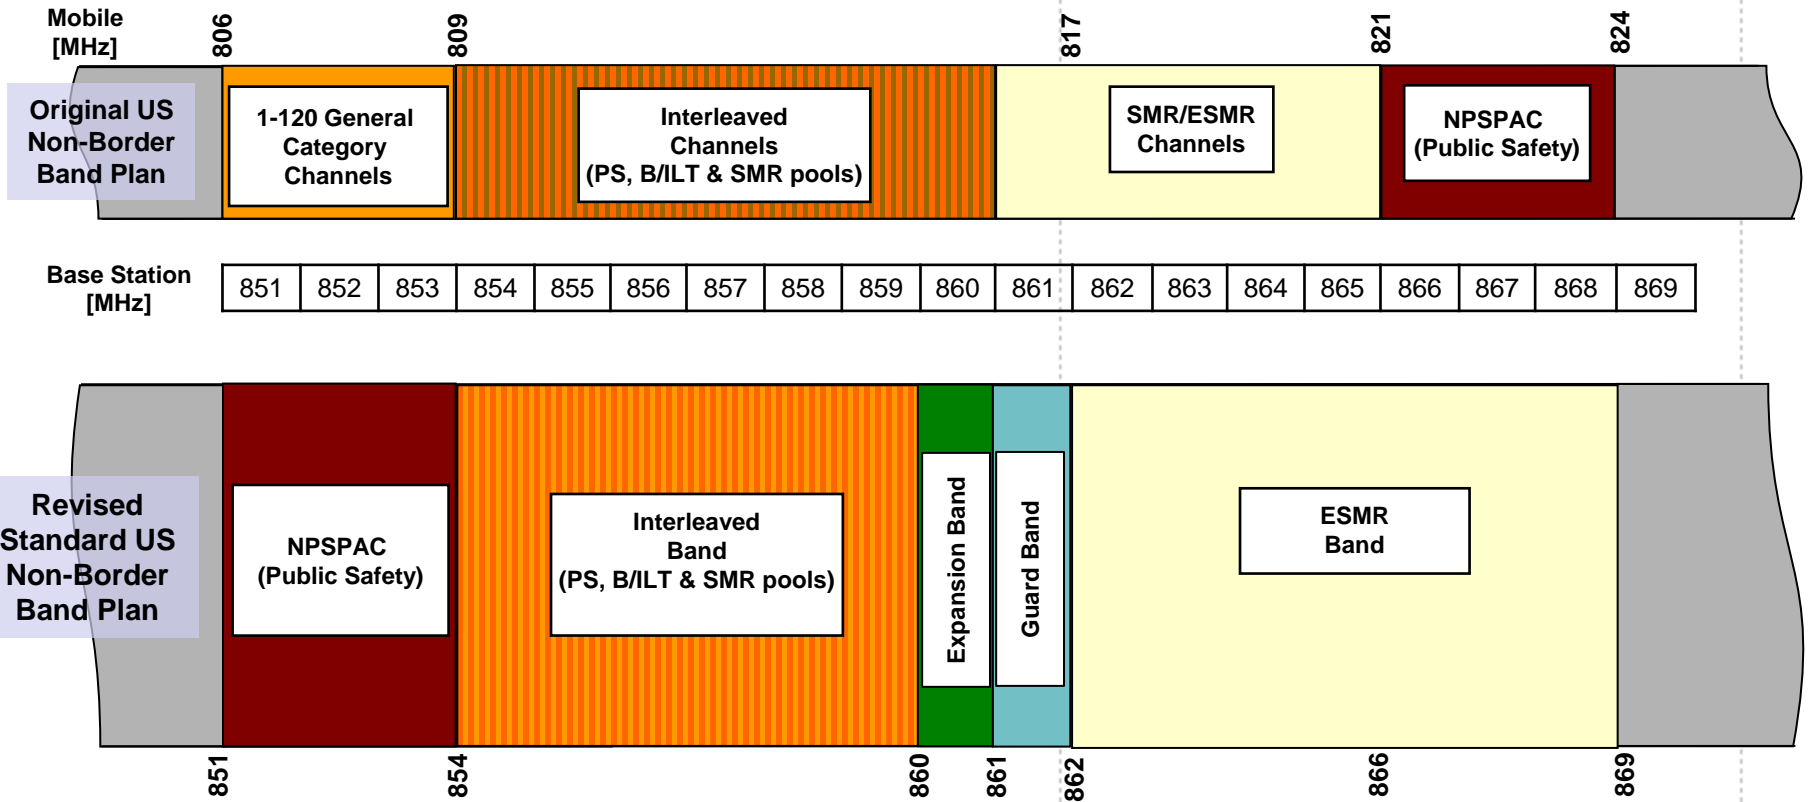 Mobile
[MHz]
806
809
817
821
824
Original US
Non-Border
Band Plan
1-120 General
Category
Channels
Interleaved
Channels
(PS, B/ILT & SMR pools)
SMR/ESMR
Channels
NPSPAC
(Public Safety)
Base Station
[MHz]
851 852 853 854 855 856 857 858 859 860 861 862 863 864 865 866 867 868 869
Revised
Standard US
Non-Border
Band Plan
NPSPAC
(Public Safety)
Interleaved
Band
(PS, B/ILT & SMR pools)
Expansion Band
Guard Band
ESMR
Band
851
854
860
861
862
866
869